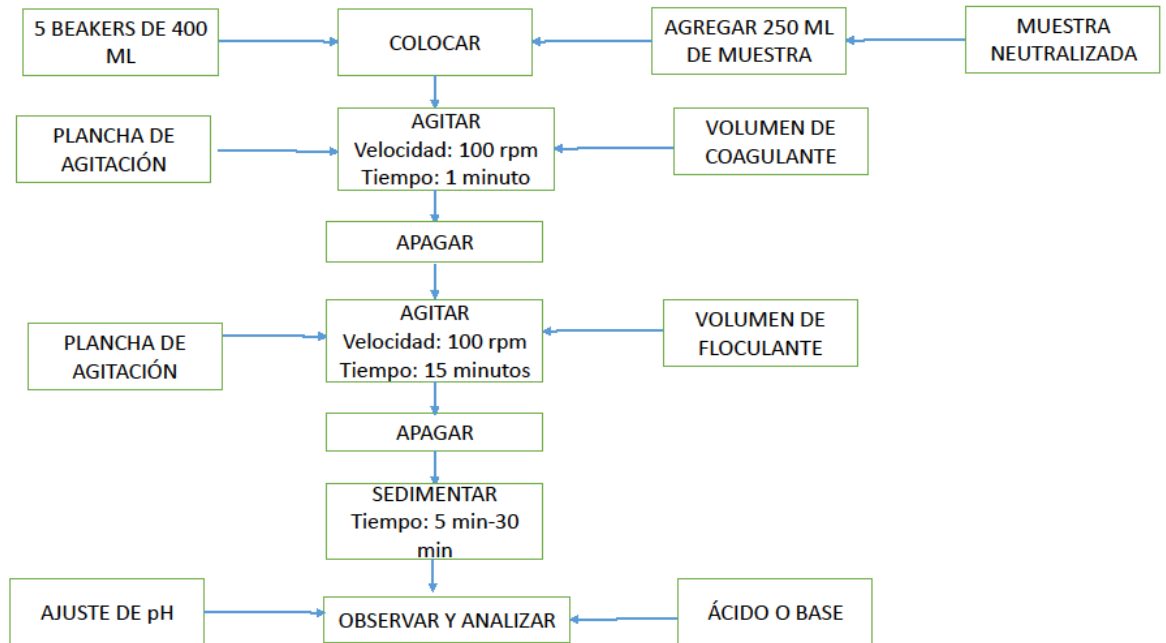 5 BEAKERS DE 400
ML
COLOCAR
AGREGAR 250 ML
DE MUESTRA
MUESTRA
NEUTRALIZADA
PLANCHA DE
AGITACIÓN
AGITAR
Velocidad: 100 rpm
Tiempo: 1 minuto
VOLUMEN DE
COAGULANTE
APAGAR
PLANCHA DE
AGITACIÓN
AGITAR
Velocidad: 100 rpm
Tiempo: 15 minutos
VOLUMEN DE
FLOCULANTE
APAGAR
SEDIMENTAR
Tiempo: 5 min-30
min
AJUSTE DE pH
OBSERVAR Y ANALIZAR
ÁCIDO O BASE